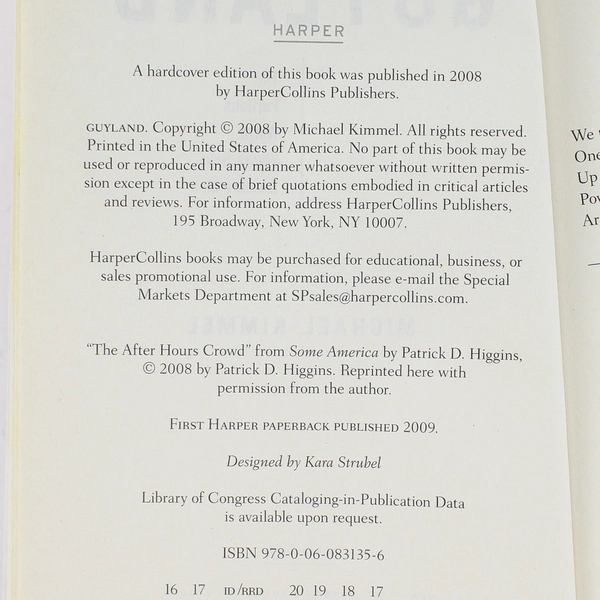 HARPER
A hardcover edition of this book was published in 2008
by HarperCollins Publishers.
GUYLAND. Copyright © 2008 by Michael Kimmel. All rights reserved.
Printed in the United States of America. No part of this book may be
used or reproduced in any manner whatsoever without written permis-
sion except in the case of brief quotations embodied in critical articles
and reviews. For information, address HarperCollins Publishers,
195 Broadway, New York, NY 10007.
HarperCollins books may be purchased for educational, business, or
sales promotional use. For information, please e-mail the Special
Markets Department at SPsales@harpercollins.com.
“The After Hours Crowd” from Some America by Patrick D. Higgins,
© 2008 by Patrick D. Higgins. Reprinted here with
permission from the author.
FIRST HARPER PAPERBACK PUBLISHED 2009.
Designed by Kara Strubel
Library of Congress Cataloging-in-Publication Data
is available upon request.
ISBN 978-0-06-083135-6
16 17 ID/RRD 20 19 18 17
We
One
Up